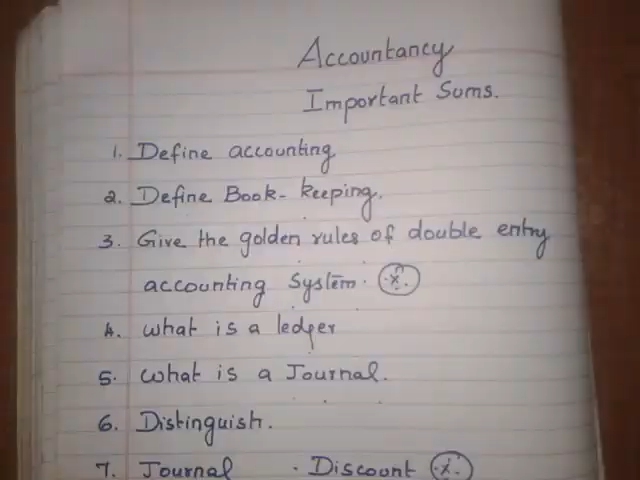 Accountancy
Important Sums.
1. Define accounting
2. Define Book-keeping.
3. Give the golden rules of double entry
accounting System.
4. what is a ledger
5. What is a Journal.
6. Distinguish.
7. Journal . Discount